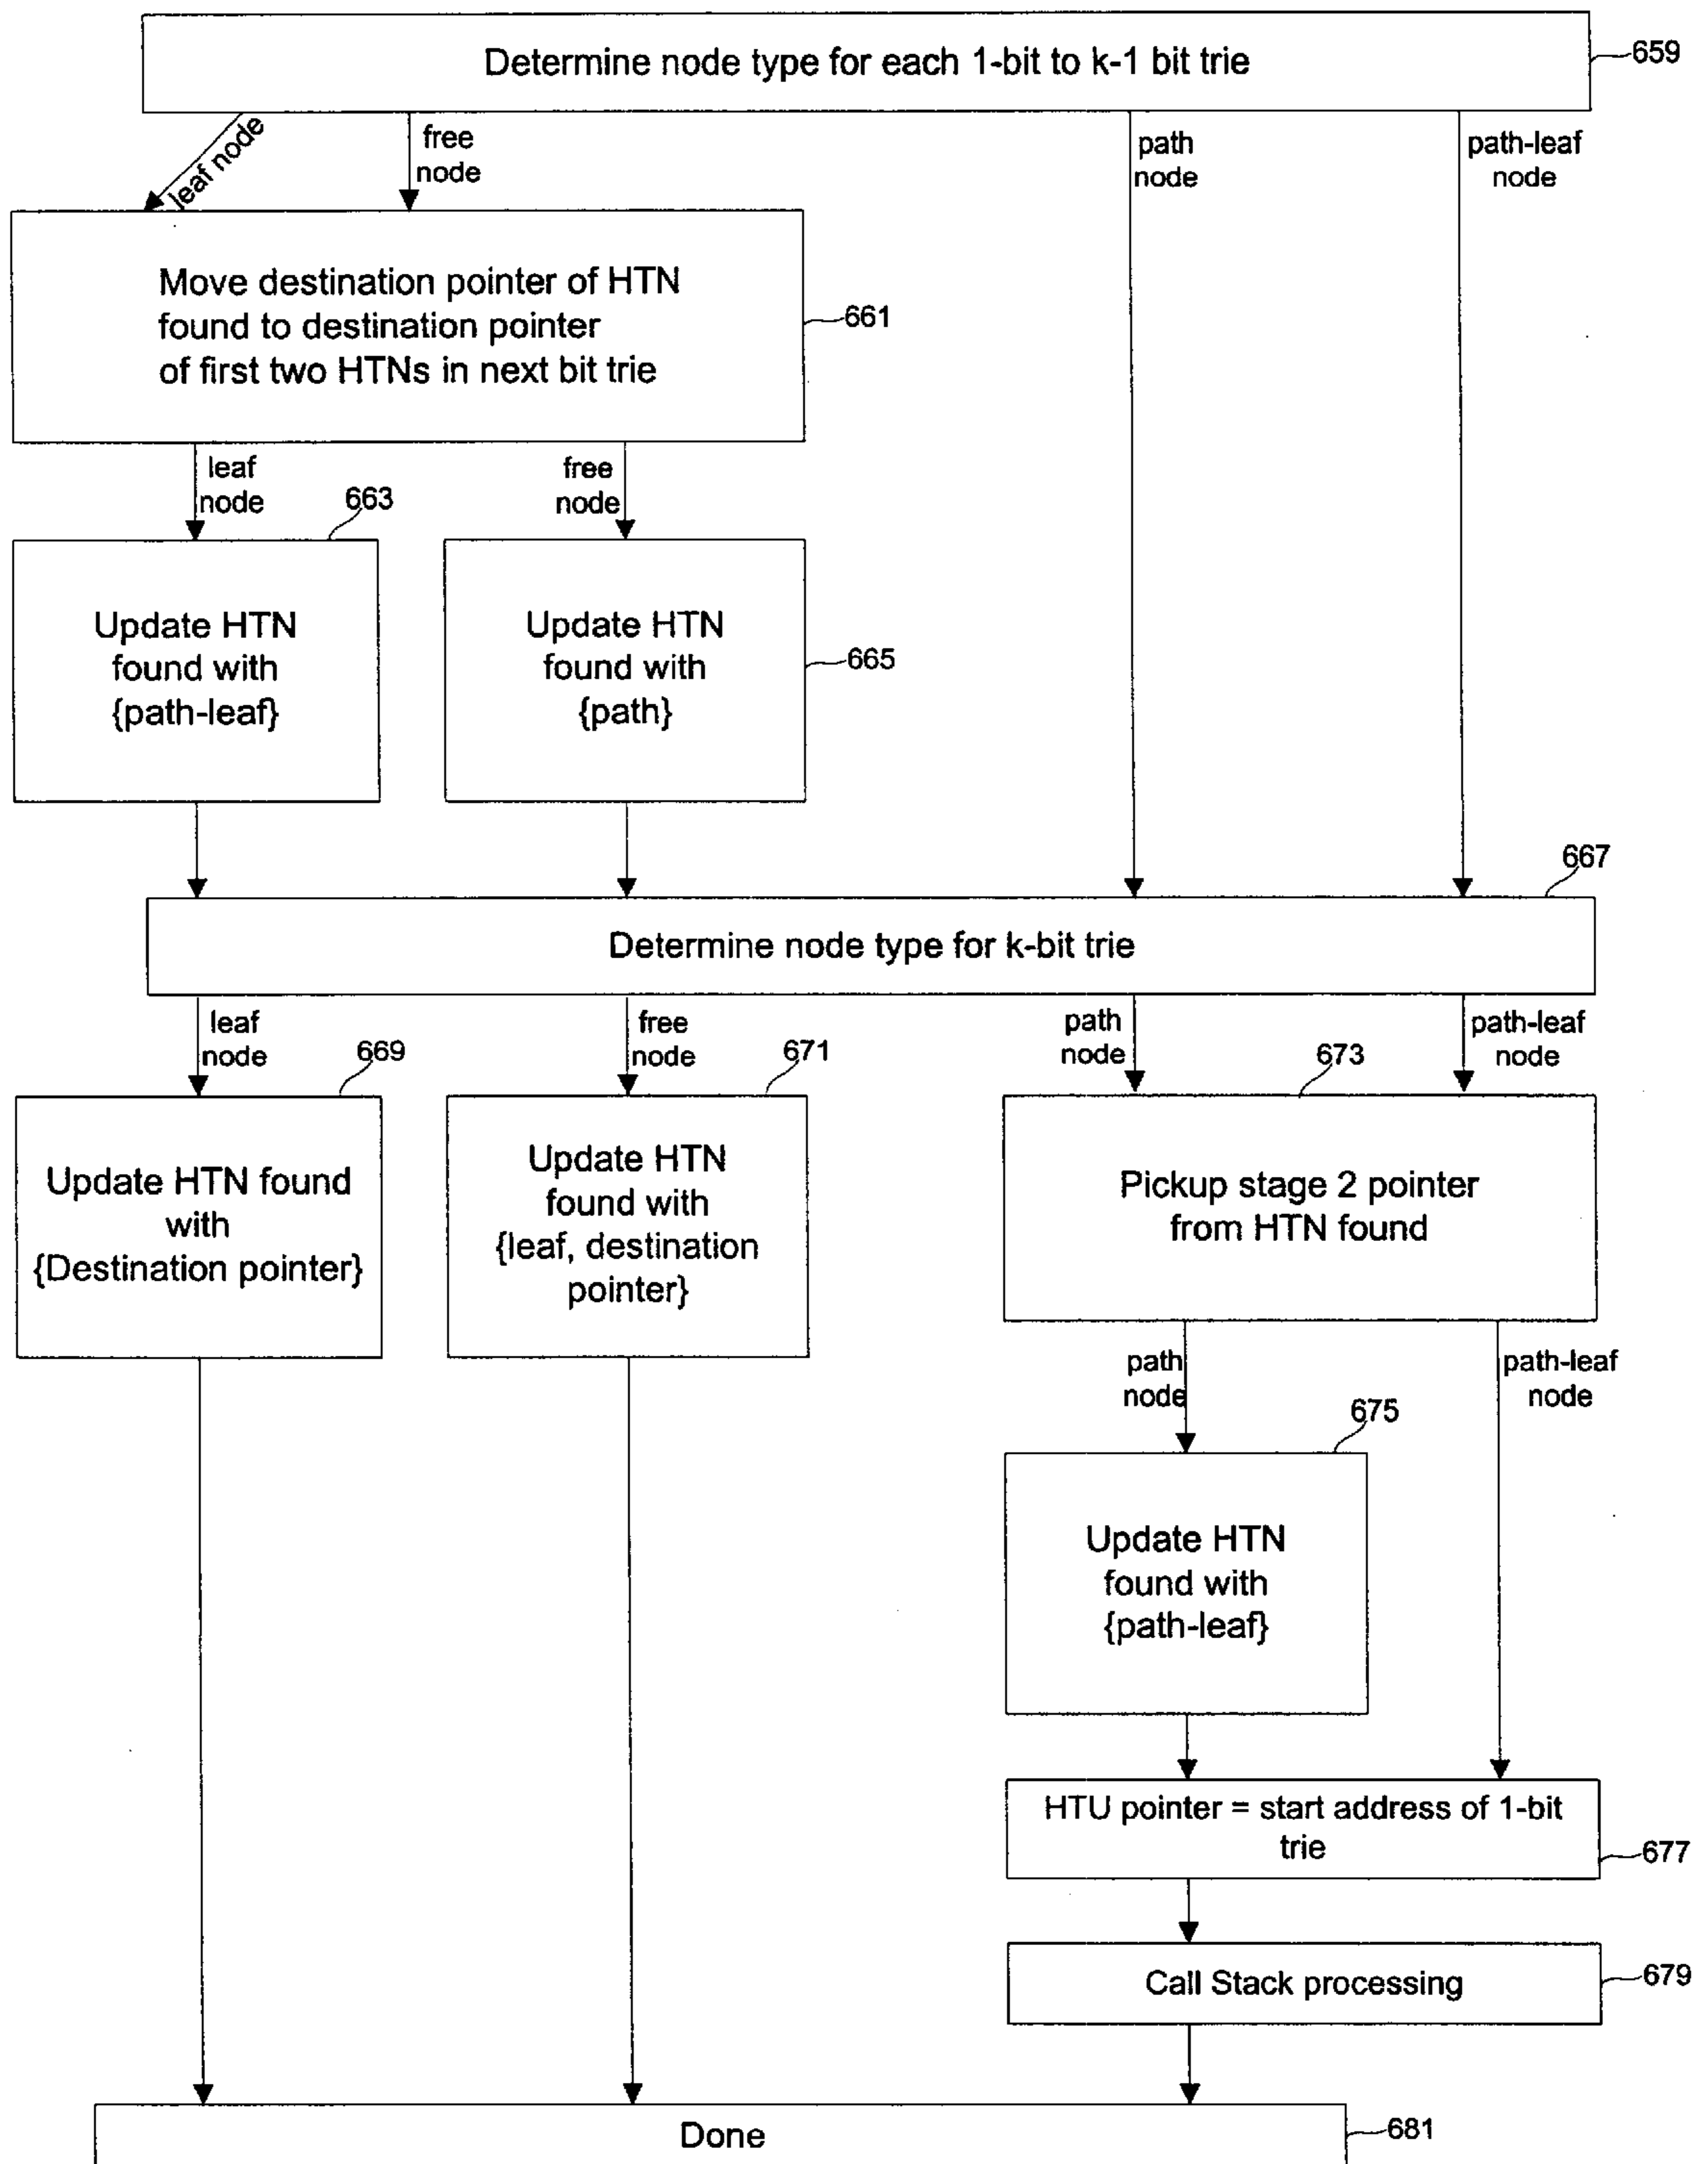 Determine node type for each 1-bit to k-1 bit trie
659
leaf node
free
node
path
node
path-leaf
node
Move destination pointer of HTN
found to destination pointer
of first two HTNs in next bit trie
661
leaf
node
663
free
node
Update HTN
found with
{path-leaf}
Update HTN
found with
{path}
665
667
Determine node type for k-bit trie
leaf
node
669
free
node
671
path
node
673
path-leaf
node
Update HTN found
with
{Destination pointer}
Update HTN
found with
{leaf, destination
pointer}
Pickup stage 2 pointer
from HTN found
path
node
path-leaf
node
675
Update HTN
found with
{path-leaf}
HTU pointer = start address of 1-bit
trie
677
Call Stack processing
679
Done
681